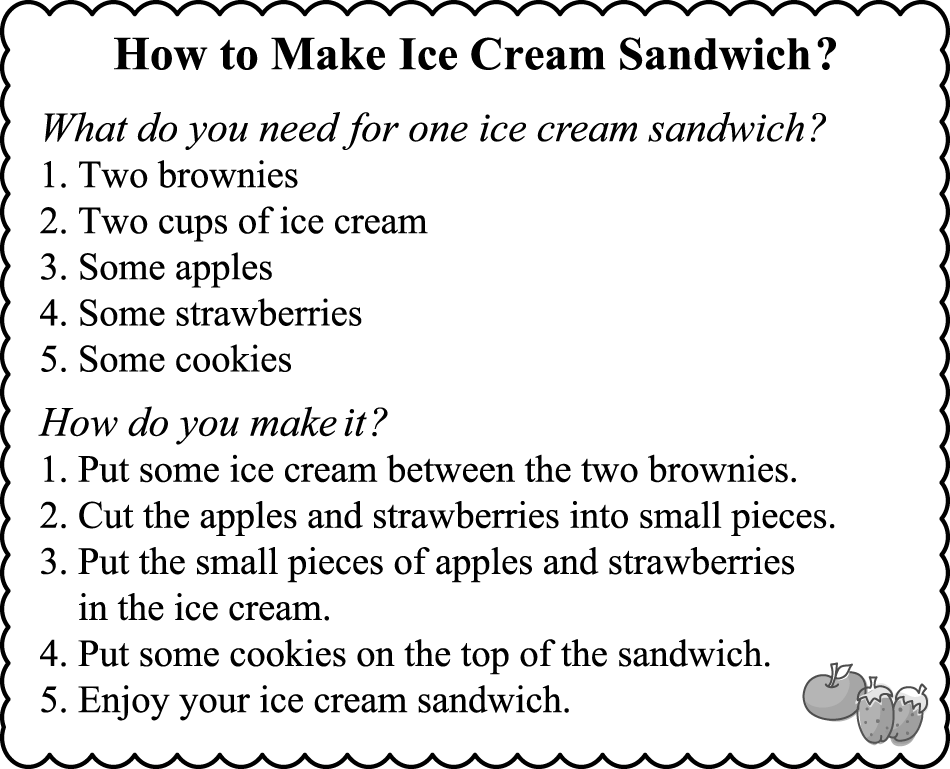 How to Make Ice Cream Sandwich?
What do you need for one ice cream sandwich?
1. Two brownies
2. Two cups of ice cream
3. Some apples
4. Some strawberries
5. Some cookies
How do you make it?
1. Put some ice cream between the two brownies.
2. Cut the apples and strawberries into small pieces.
3. Put the small pieces of apples and strawberries
in the ice cream.
4. Put some cookies on the top of the sandwich.
5. Enjoy your ice cream sandwich.